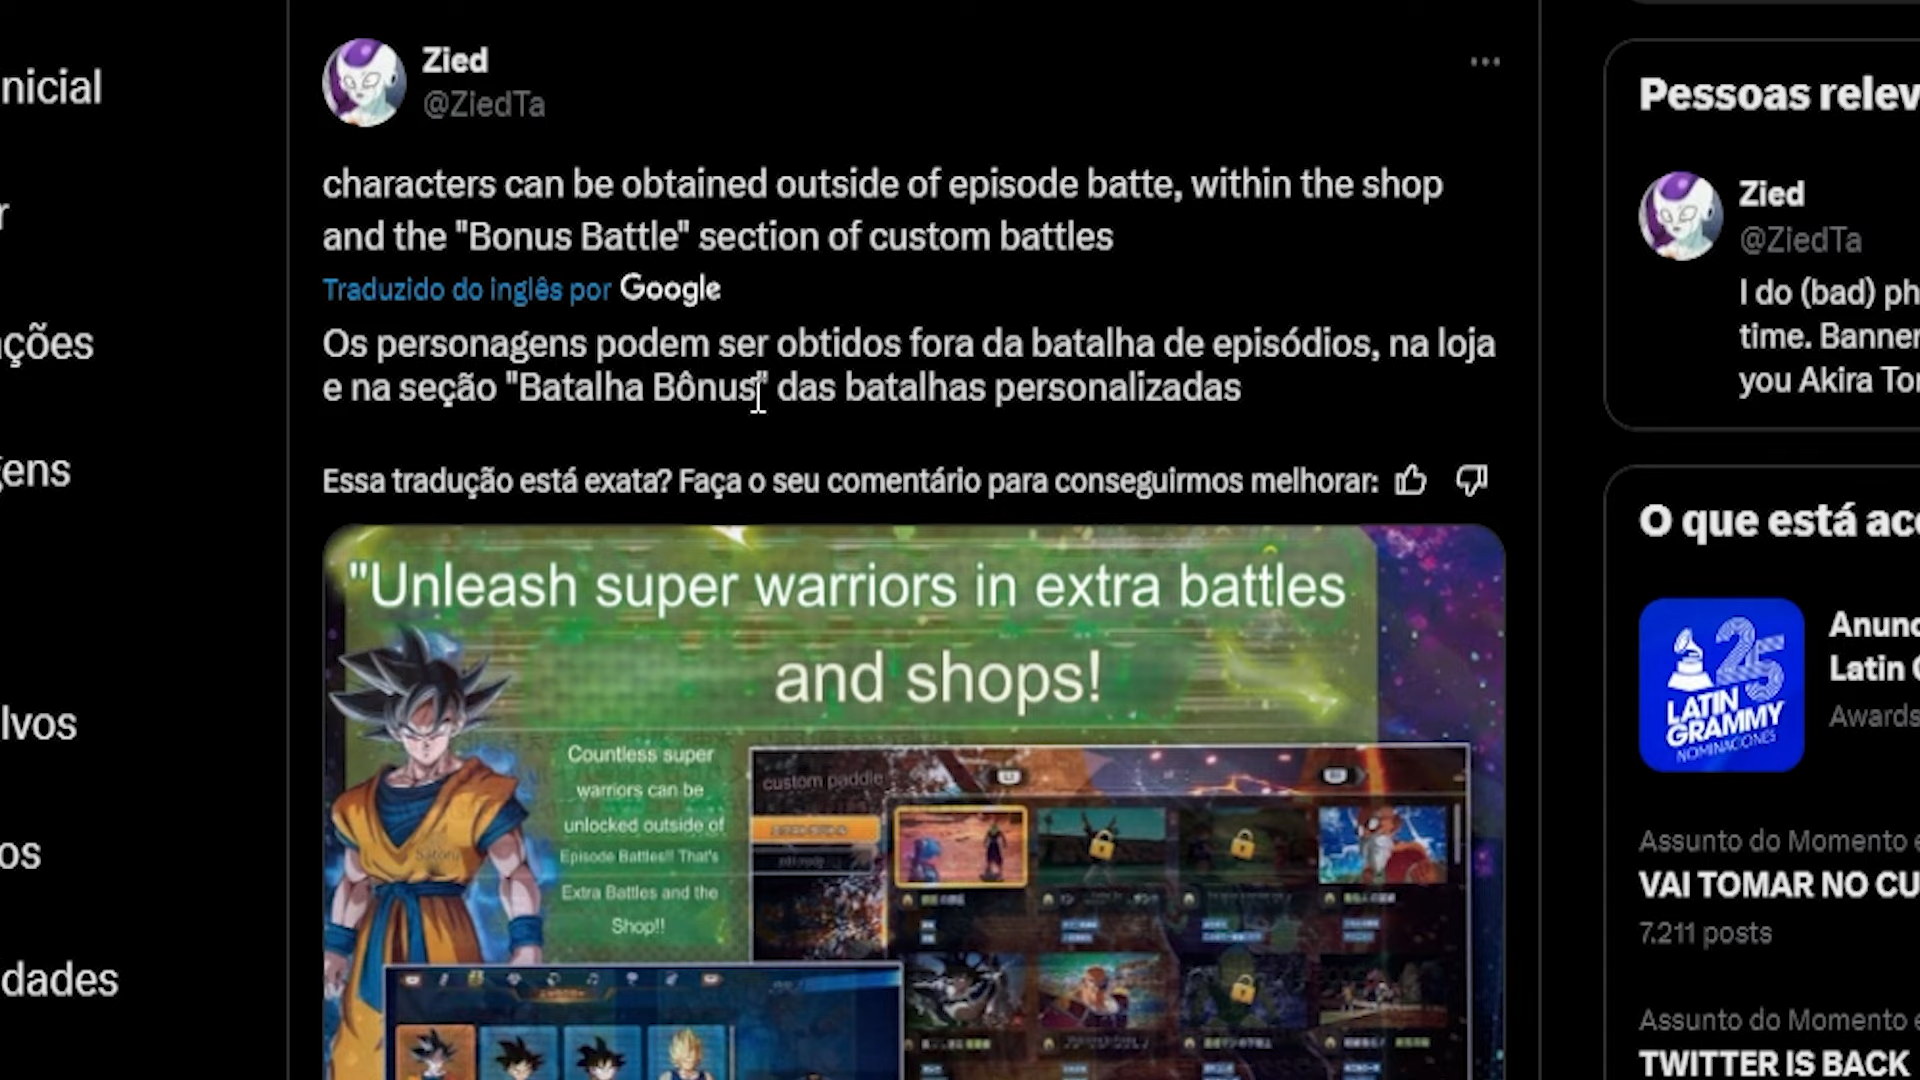 nicial
r
ações
gens
lvos
os
dades
Zied
@ZiedTa
characters can be obtained outside of episode batte, within the shop
and the "Bonus Battle" section of custom battles
Traduzido do inglês por Google
Os personagens podem ser obtidos fora da batalha de episódios, na loja
e na seção "Batalha Bônus" das batalhas personalizadas
Essa tradução está exata? Faça o seu comentário para conseguirmos melhorar:
"Unleash super warriors in extra battles
and shops!
Countless super
warriors can be
unlocked outside of
Episode Battles!! That's
Extra Battles and the
Shop!!
custom paddle
Pessoas relev
Zied
@ZiedTa
I do (bad) ph
time. Banner
you Akira Tor
O que está aco
LATIN
GRAMMY
NOMINACIONES
25
Anunc
Latin G
Awards
Assunto do Momento e
VAI TOMAR NO CU
7.211 posts
Assunto do Momento e
TWITTER IS BACK